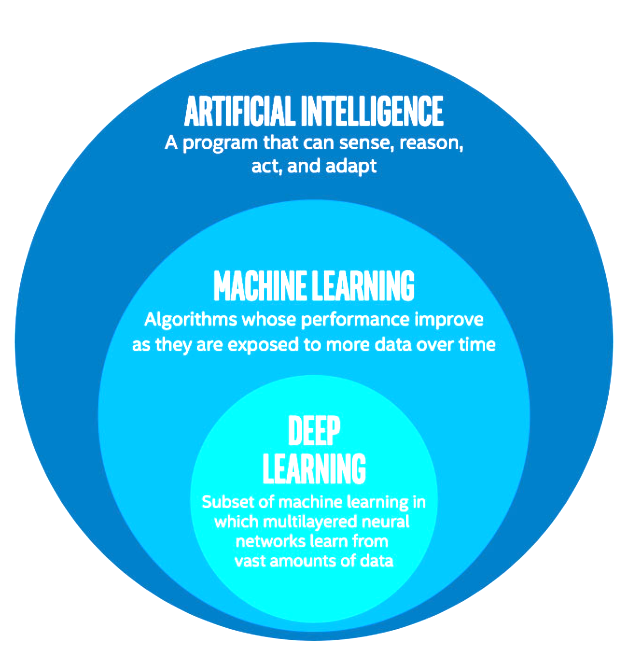 ARTIFICIAL INTELLIGENCE
A program that can sense, reason,
act, and adapt
MACHINE LEARNING
Algorithms whose performance improve
as they are exposed to more data over time
DEEP
LEARNING
Subset of machine learning in
which multilayered neural
networks learn from
vast amounts of data